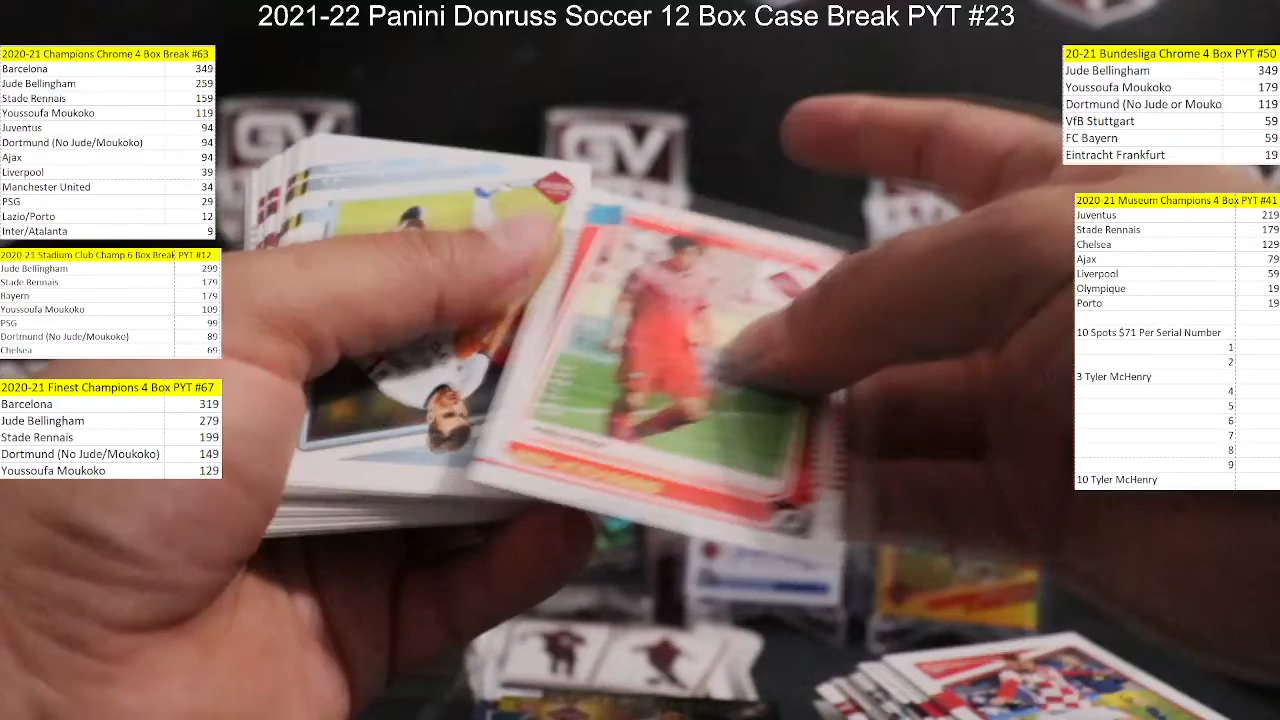 2021-22 Panini Donruss Soccer 12 Box Case Break PYT #23
2020-21 Champions Chrome 4 Box Break #63
Barcelona 349
Jude Bellingham 259
Stade Rennais 159
Youssoufa Moukoko 119
Juventus 94
Dortmund (No Jude/Moukoko) 94
Ajax 94
Liverpool 39
Manchester United 34
PSG 29
Lazio/Porto 12
Inter/Atalanta 9
2020-21 Stadium Club Champ 6 Box Break PYT #12
Jude Bellingham 299
Stade Rennais 179
Bayern 179
Youssoufa Moukoko 109
PSG 99
Dortmund (No Jude/Moukoko) 89
Chelsea 69
2020-21 Finest Champions 4 Box PYT #67
Barcelona 319
Jude Bellingham 279
Stade Rennais 199
Dortmund (No Jude/Moukoko) 149
Youssoufa Moukoko 129
20-21 Bundesliga Chrome 4 Box PYT #50
Jude Bellingham 349
Youssoufa Moukoko 179
Dortmund (No Jude or Mouko 119
VfB Stuttgart 59
FC Bayern 59
Eintracht Frankfurt 19
2020-21 Museum Champions 4 Box PYT #41
Juventus 219
Stade Rennais 179
Chelsea 129
Ajax 79
Liverpool 59
Olympique 19
Porto 19
10 Spots $71 Per Serial Number
1
2
3 Tyler McHenry
4
5
6
7
8
9
10 Tyler McHenry
GV
GV